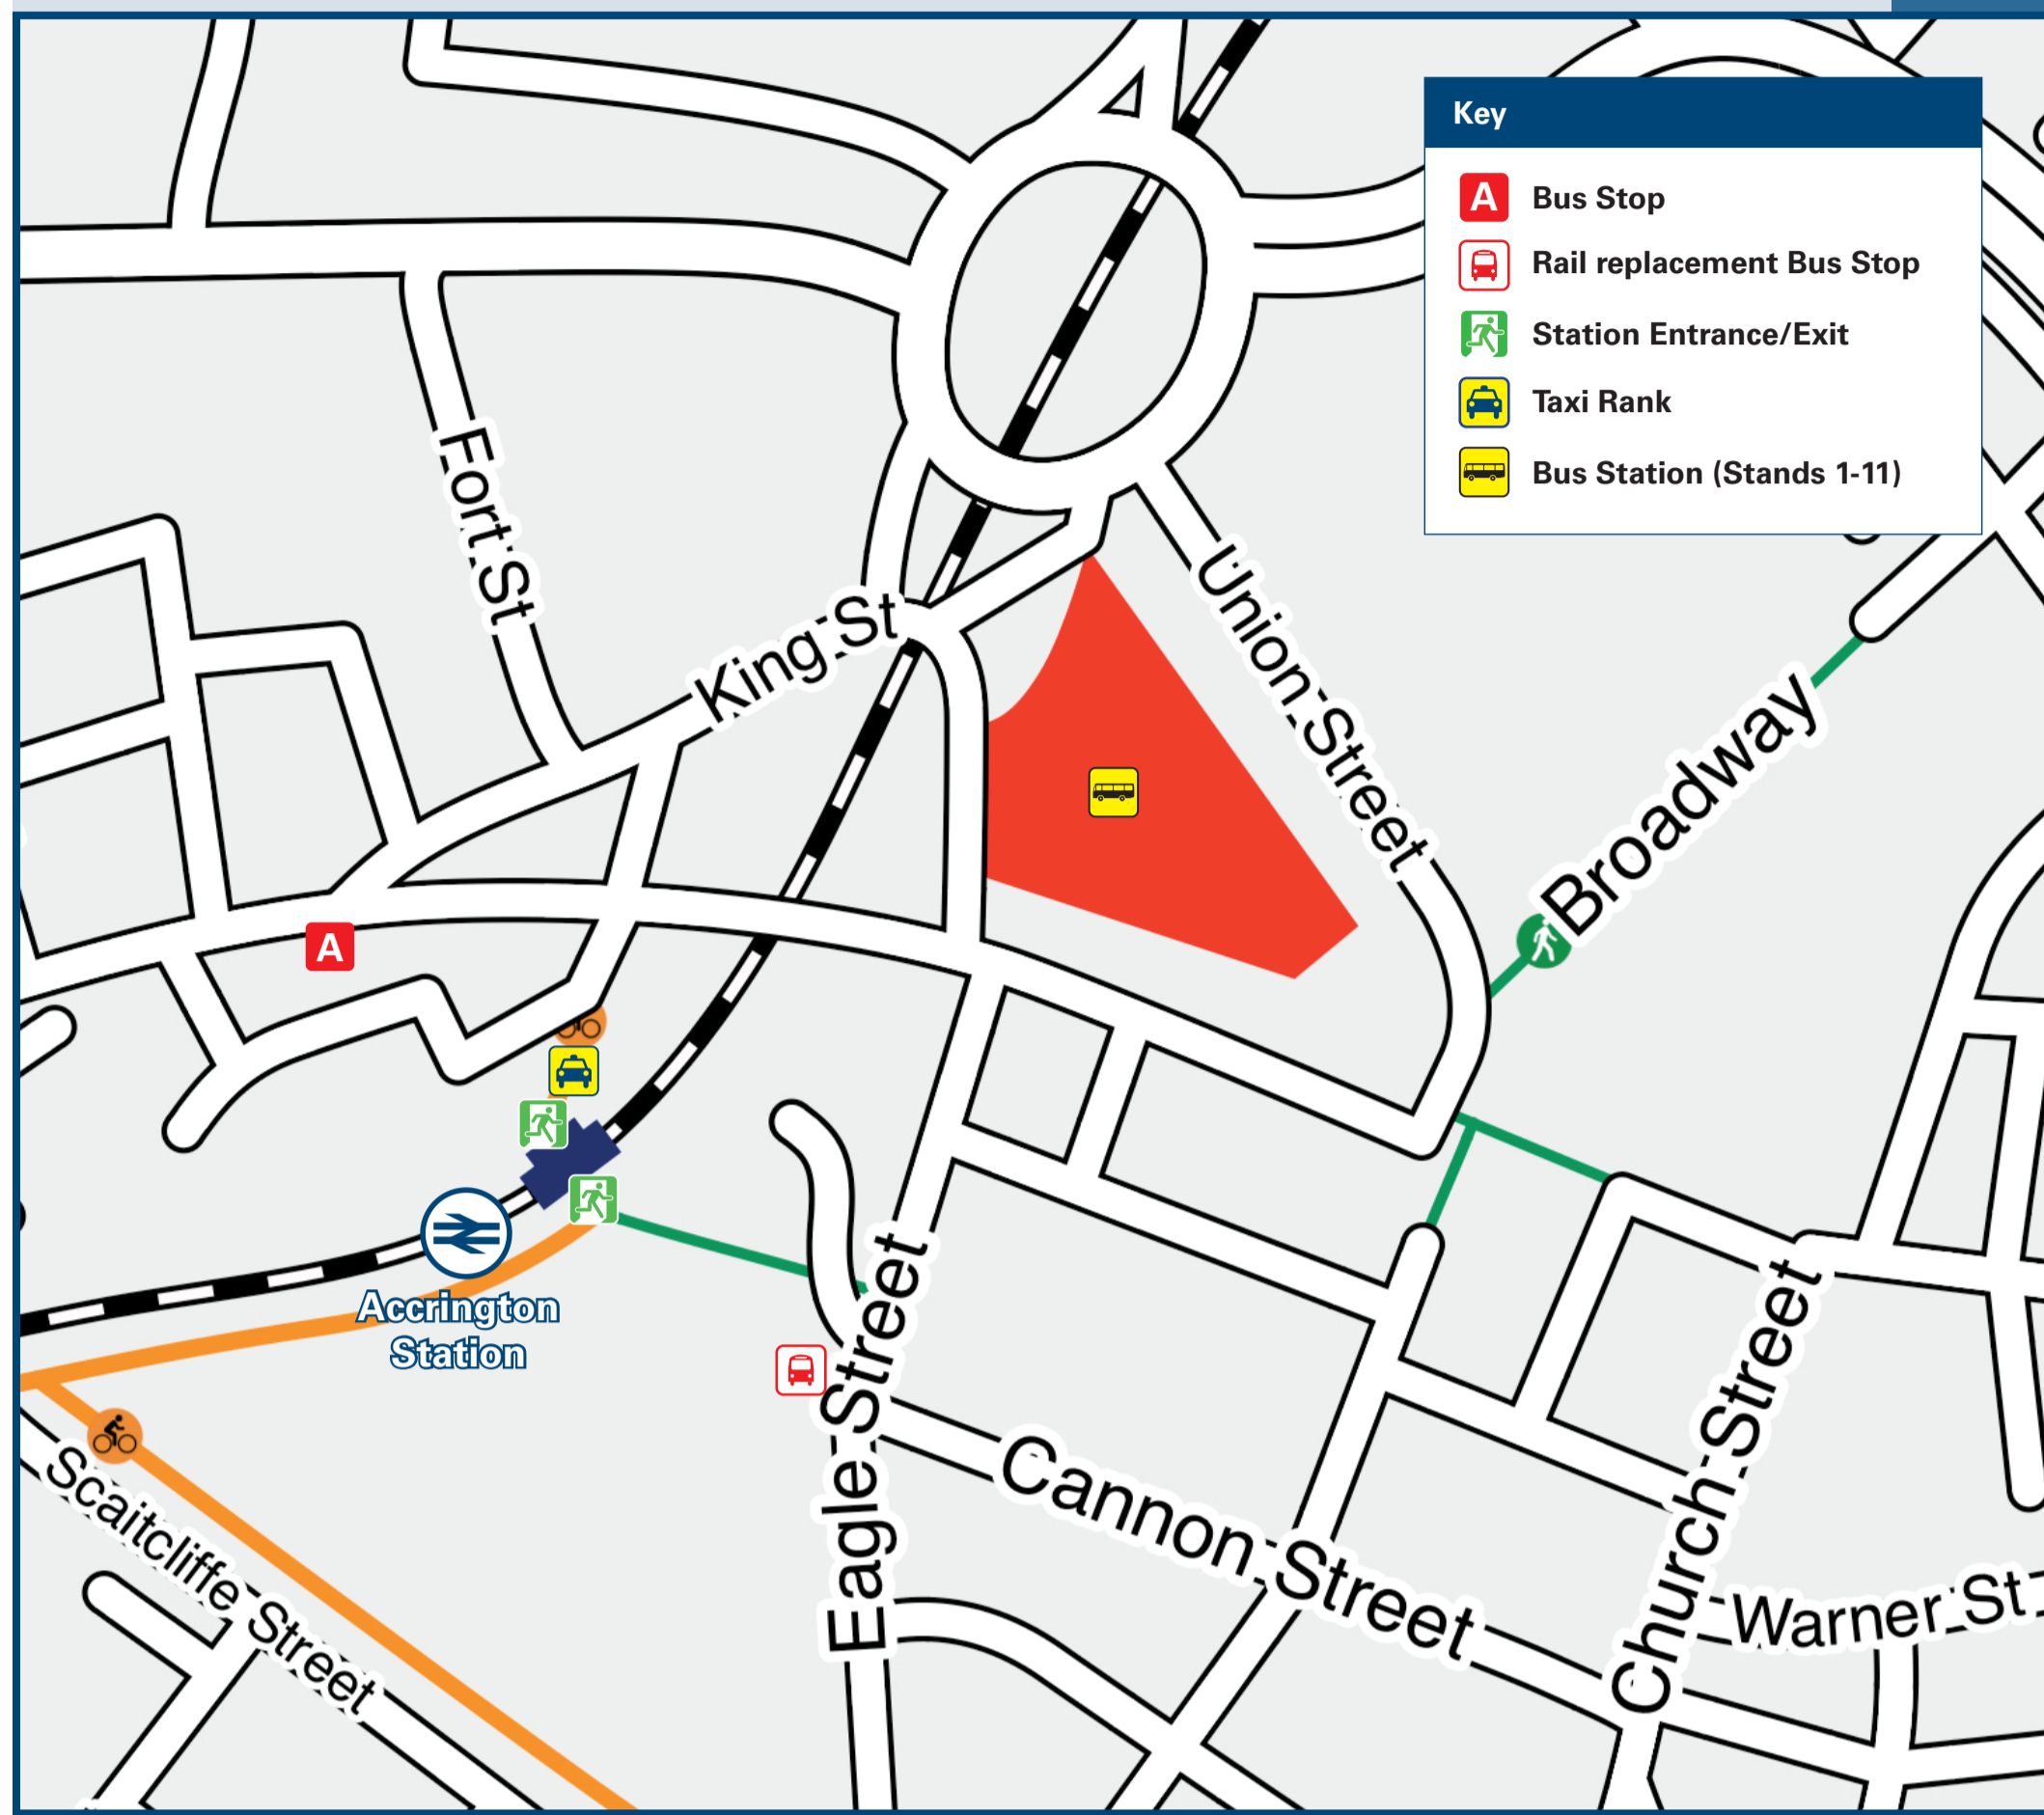 Key
A Bus Stop
Rail replacement Bus Stop
Station Entrance/Exit
Taxi Rank
Bus Station (Stands 1-11)
Fort St
King St
Union Street
Broadway
A
Accrington
Station
Eagle Street
Cannon Street
Church Street
Warner St
Scaitcliffe Street